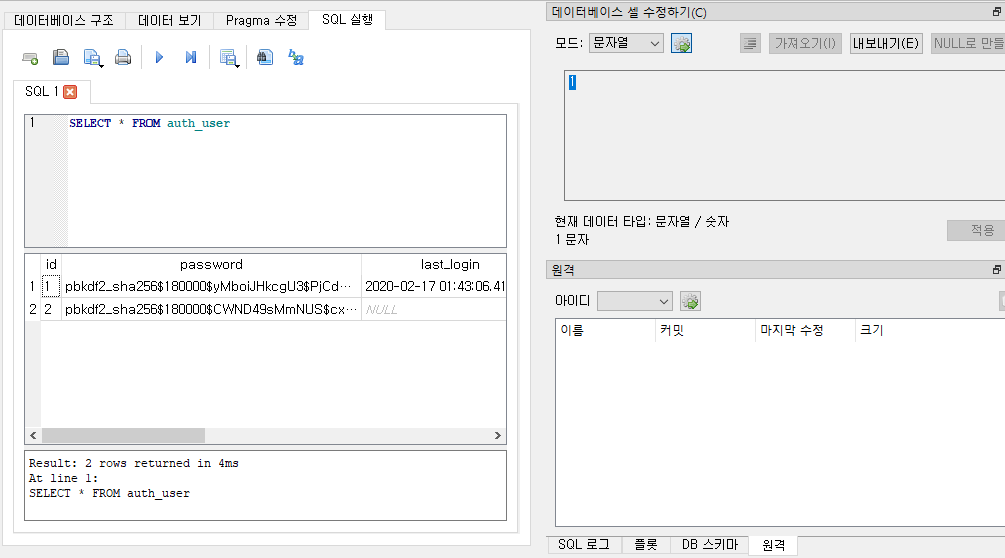 데이터베이스 구조 데이터 보기 Pragma 수정 SQL 실행
SQL 1
1 SELECT * FROM auth_user
id password last_login
1 1 pbkdf2_sha256$180000$yMboiJHkcgU3$PjCd··· 2020-02-17 01:43:06.41
2 2 pbkdf2_sha256$180000$CWND49sMmNUS$cx··· NULL
Result: 2 rows returned in 4ms
At line 1:
SELECT * FROM auth_user
데이터베이스 셀 수정하기(C)
모드: 문자열 가져오기(I) 내보내기(E) NULL로 만들
1
현재 데이터 타입: 문자열 / 숫자
1 문자
적용
원격
아이디
이름 커밋 마지막 수정 크기
SQL 로그 플롯 DB 스키마 원격